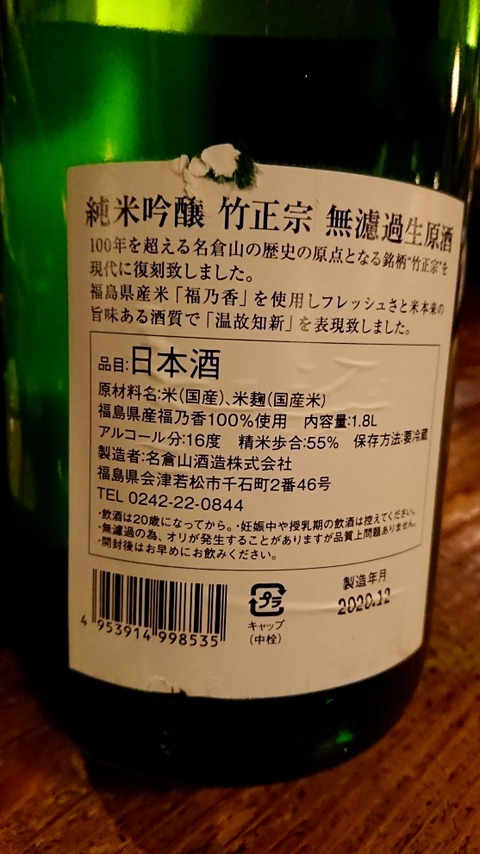 純米吟醸 竹正宗 無濾過生原酒
100年を超える名倉山の歴史の原点となる銘柄"竹正宗"を
現代に復刻致しました。
福島県産米「福乃香」を使用しフレッシュさと米本来の
旨味ある酒質で「温故知新」を表現致しました。
品目:日本酒
原材料名:米(国産)、米麹(国産米)
福島県産福乃香100%使用 内容量:1.8L
アルコール分:16度 精米歩合:55% 保存方法:要冷蔵
製造者:名倉山酒造株式会社
福島県会津若松市千石町2番46号
TEL 0242-22-0844
・飲酒は20歳になってから。・妊娠中や授乳期の飲酒は控えてください。
・無濾過の為、オリが発生することがありますが品質上問題ありません。
・開封後はお早めにお飲みください。
4 953914 998535
プラ
キャップ
(中栓)
製造年月
2020.12